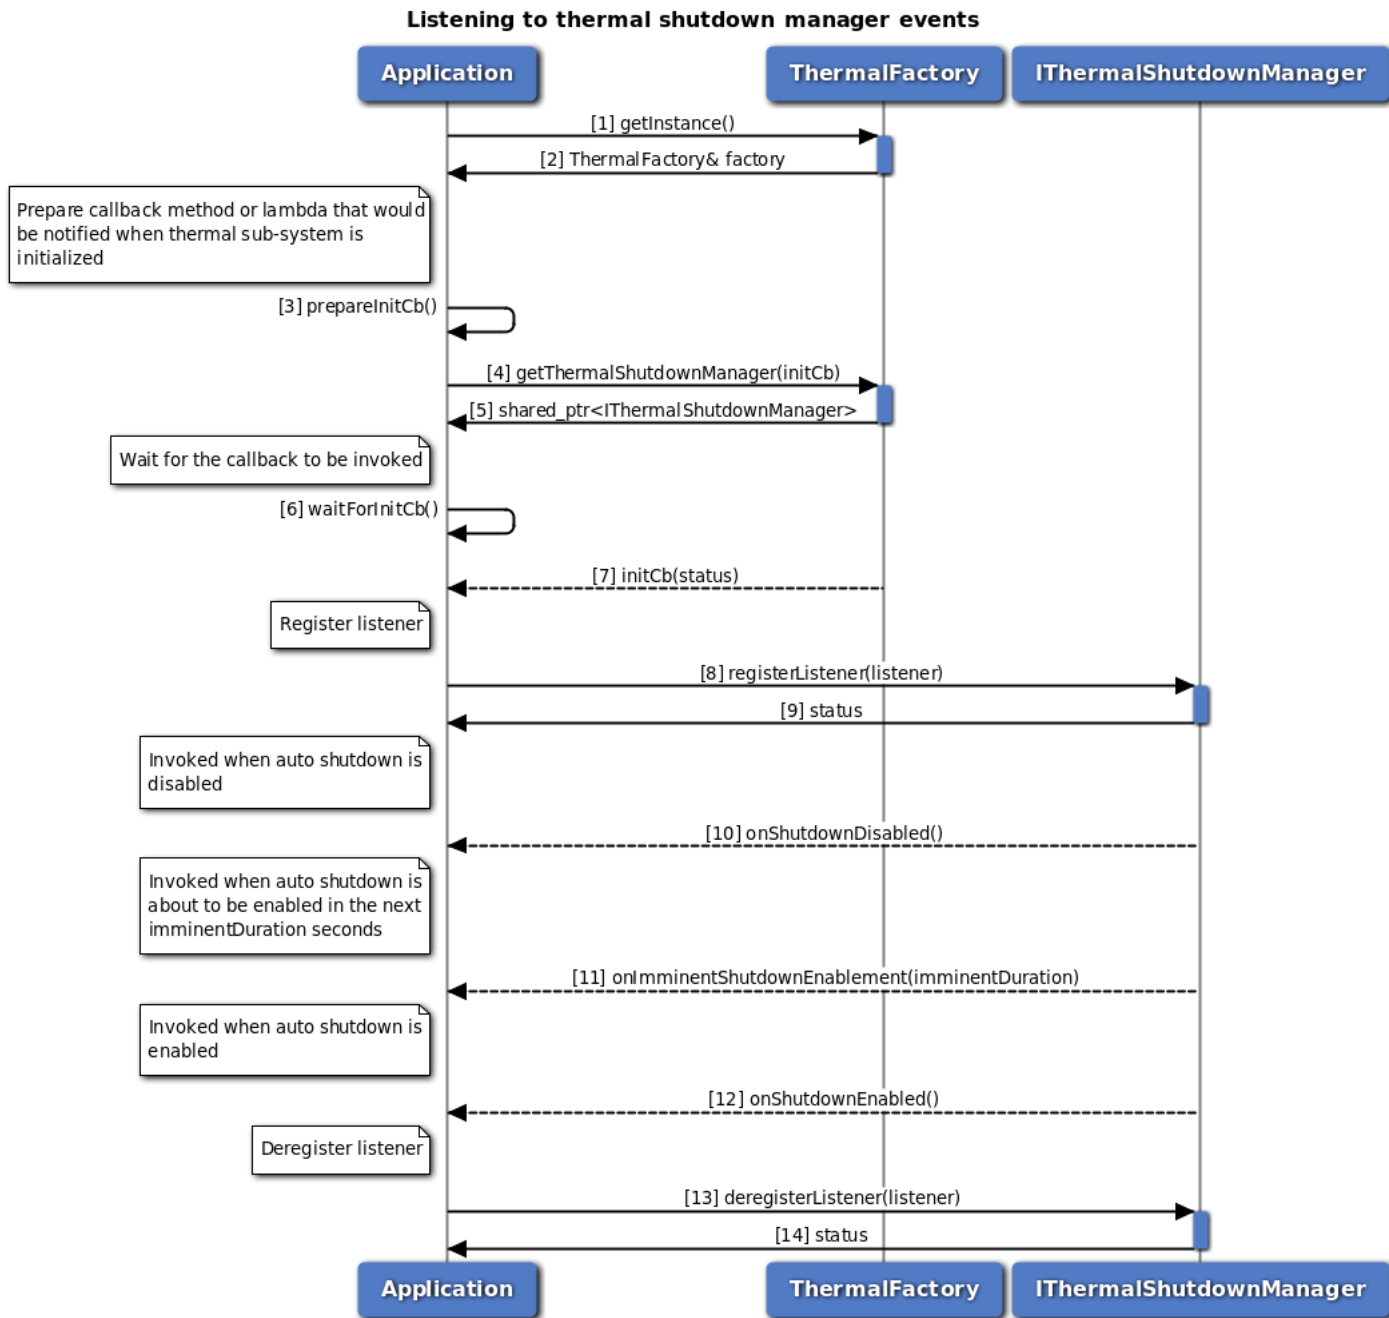 Listening to thermal shutdown manager events
Application
ThermalFactory
IThermalShutdownManager
[1] getInstance()
[2] ThermalFactory& factory
Prepare callback method or lambda that would
be notified when thermal sub-system is
initialized
[3] prepareInitCb()
[4] getThermalShutdownManager(initCb)
[5] shared_ptr<IThermalShutdownManager>
Wait for the callback to be invoked
[6] waitForInitCb()
[7] initCb(status)
Register listener
[8] registerListener(listener)
[9] status
Invoked when auto shutdown is
disabled
[10] onShutdownDisabled()
Invoked when auto shutdown is
about to be enabled in the next
imminentDuration seconds
[11] onImminentShutdownEnablement(imminentDuration)
Invoked when auto shutdown is
enabled
[12] onShutdownEnabled()
Deregister listener
[13] deregisterListener(listener)
[14] status
Application
ThermalFactory
IThermalShutdownManager